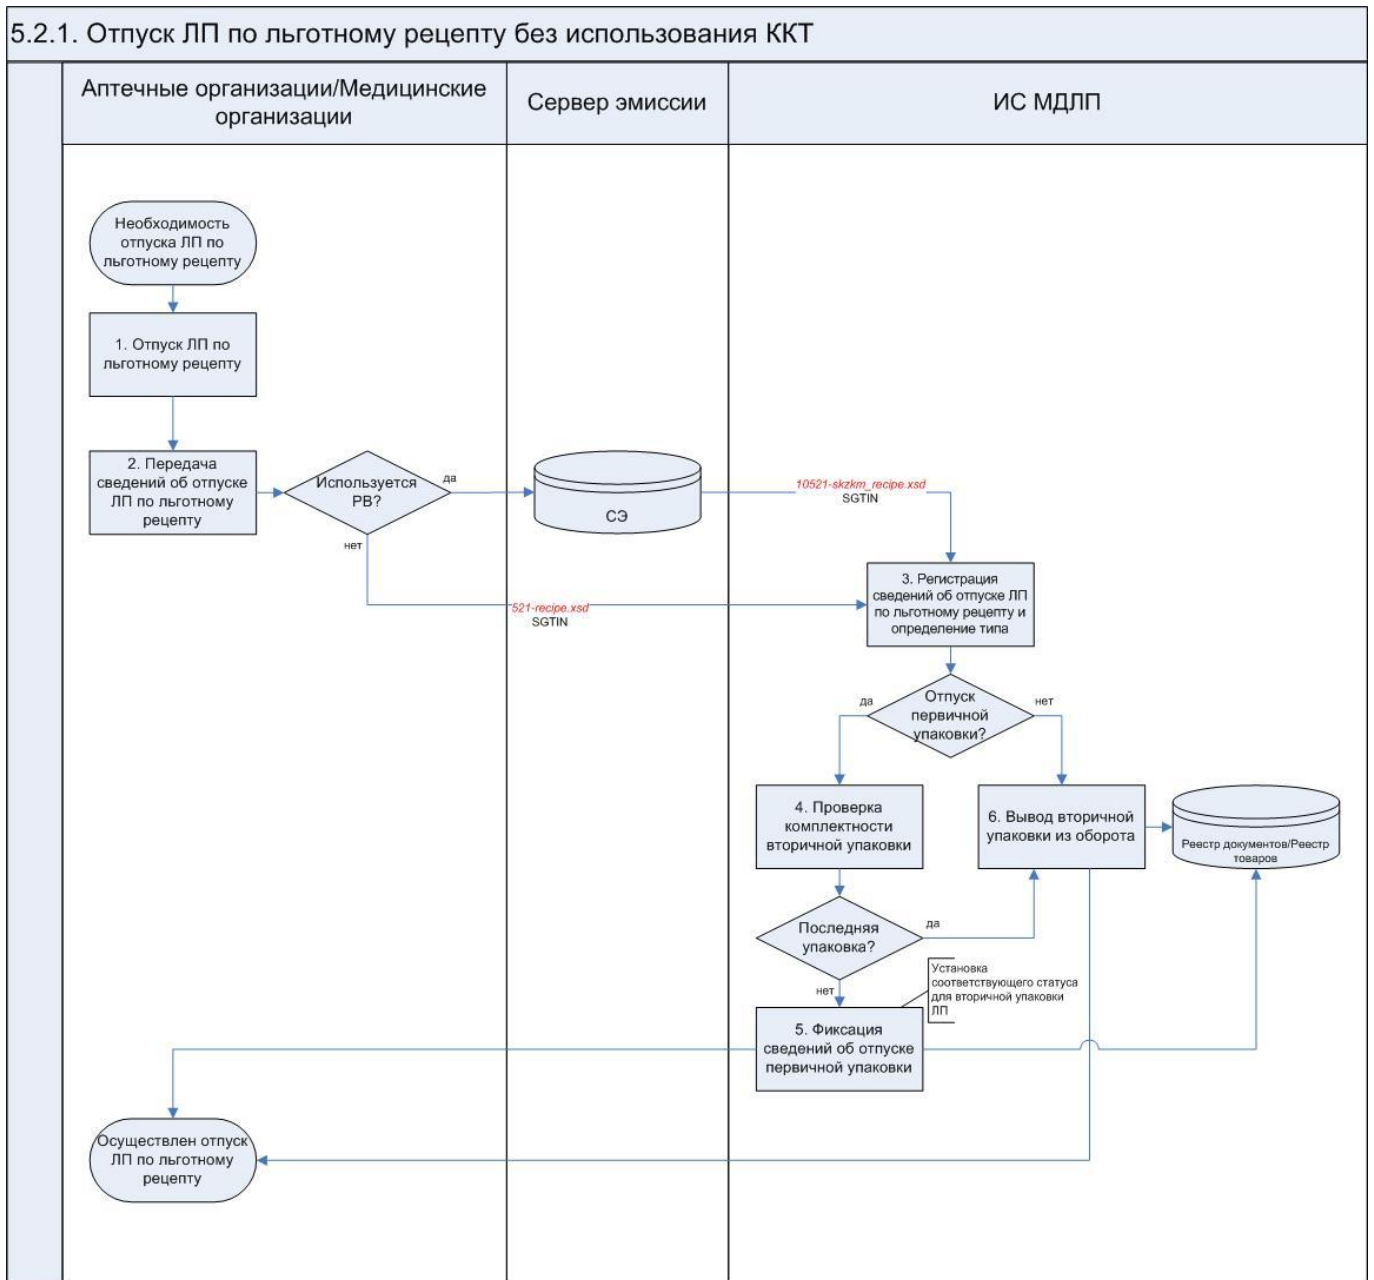 5.2.1. Отпуск ЛП по льготному рецепту без использования ККТ
Аптечные организации/Медицинские
организации
Сервер эмиссии
ИС МДЛП
Необходимость
отпуска ЛП по
льготному рецепту
1. Отпуск ЛП по
льготному рецепту
2. Передача
сведений об отпуске
ЛП по льготному
рецепту
Используется
РВ?
да
нет
СЭ
10521-skzkm_recipe.xsd
SGTIN
521-recipe.xsd
SGTIN
3. Регистрация
сведений об отпуске ЛП
по льготному рецепту и
определение типа
Отпуск
первичной
упаковки?
да
нет
4. Проверка
комплектности
вторичной упаковки
6. Вывод вторичной
упаковки из оборота
Реестр документов/Реестр
товаров
Последняя
упаковка?
да
нет
Установка
соответствующего статуса
для вторичной упаковки
ЛП
5. Фиксация
сведений об отпуске
первичной упаковки
Осуществлен отпуск
ЛП по льготному
рецепту